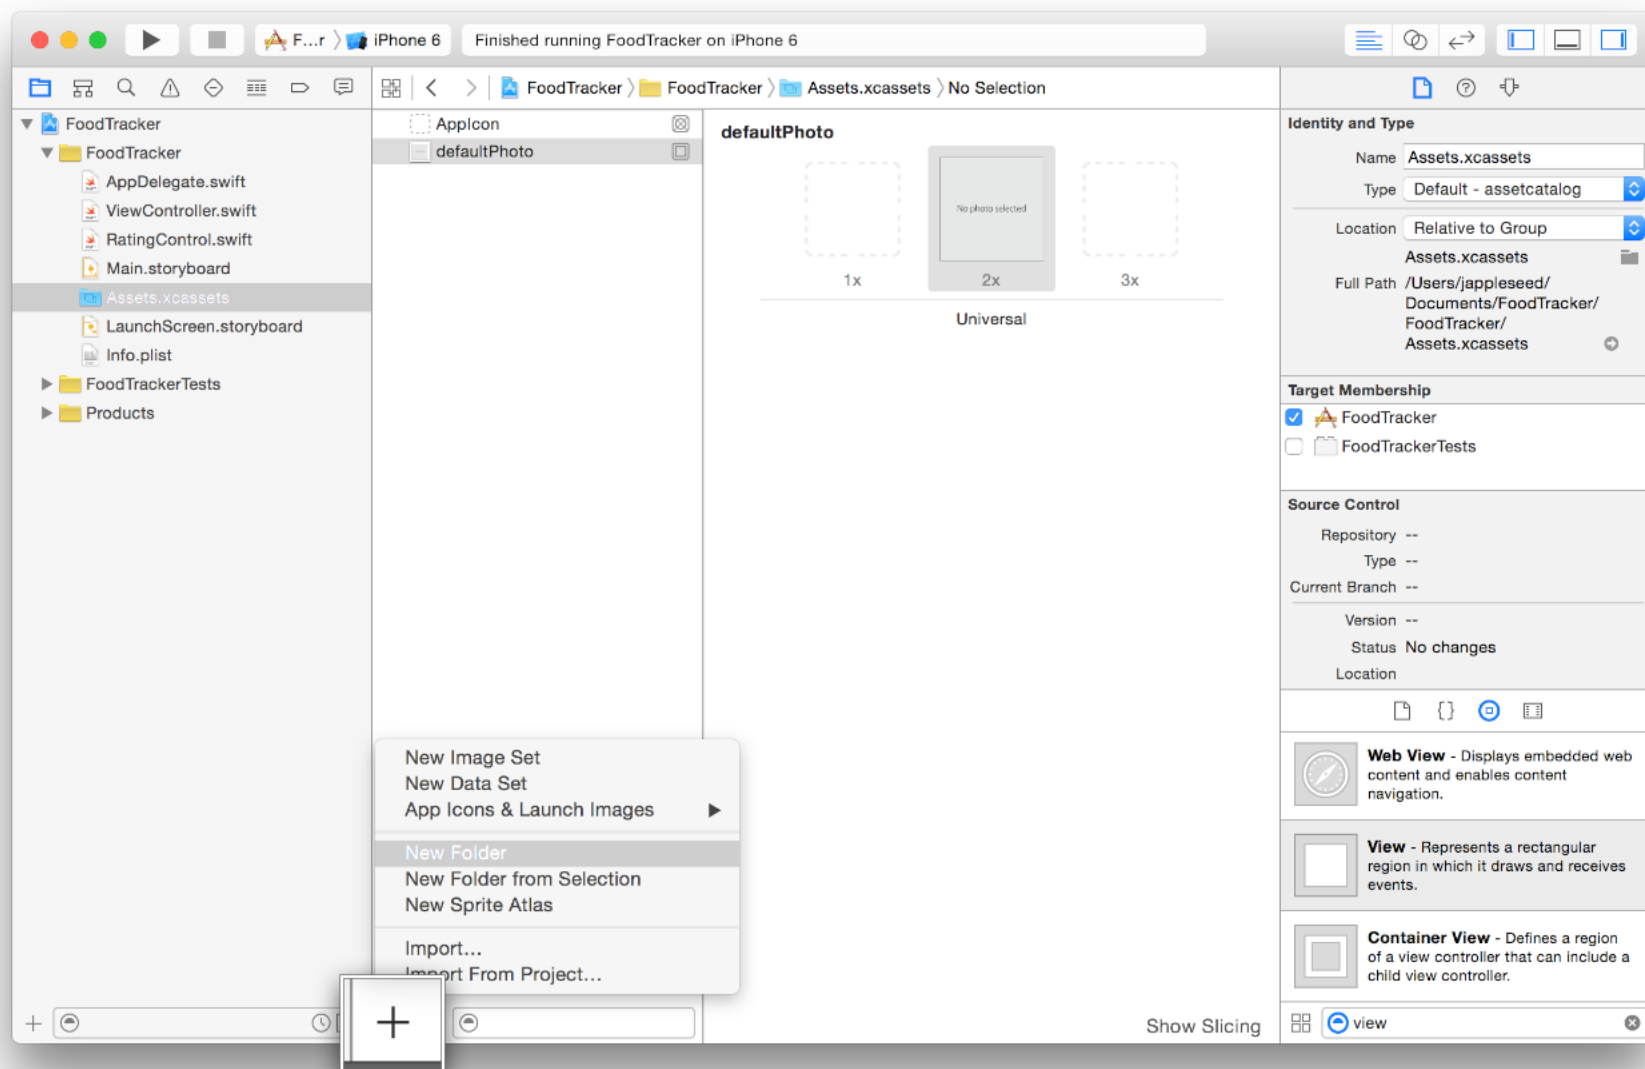 F...r
iPhone 6
Finished running FoodTracker on iPhone 6
FoodTracker
FoodTracker
AppDelegate.swift
ViewController.swift
RatingControl.swift
Main.storyboard
Assets.xcassets
LaunchScreen.storyboard
Info.plist
FoodTrackerTests
Products
FoodTracker
FoodTracker
Assets.xcassets
No Selection
AppIcon
defaultPhoto
defaultPhoto
No photo selected
1x
2x
3x
Universal
New Image Set
New Data Set
App Icons & Launch Images
New Folder
New Folder from Selection
New Sprite Atlas
Import...
Import From Project...
Show Slicing
Identity and Type
Name Assets.xcassets
Type Default - assetcatalog
Location Relative to Group
Assets.xcassets
Full Path /Users/jappleseed/
Documents/FoodTracker/
FoodTracker/
Assets.xcassets
Target Membership
FoodTracker
FoodTrackerTests
Source Control
Repository --
Type --
Current Branch --
Version --
Status No changes
Location
Web View - Displays embedded web
content and enables content
navigation.
View - Represents a rectangular
region in which it draws and receives
events.
Container View - Defines a region
of a view controller that can include a
child view controller.
view